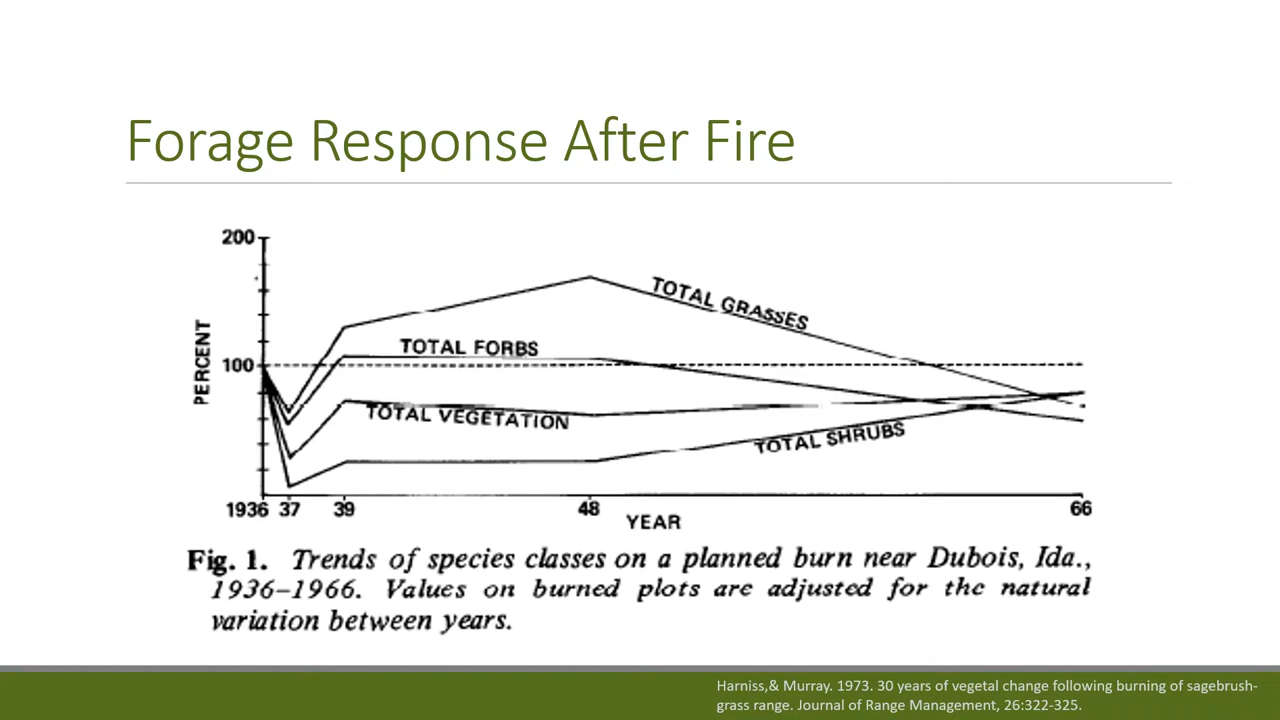 Forage Response After Fire
200
100
PERCENT
TOTAL GRASSES
TOTAL FORBS
TOTAL VEGETATION
TOTAL SHRUBS
1936 37 39 48 66
YEAR
Fig. 1. Trends of species classes on a planned burn near Dubois, Ida.,
1936–1966. Values on burned plots are adjusted for the natural
variation between years.
Harniss,& Murray. 1973. 30 years of vegetal change following burning of sagebrush-
grass range. Journal of Range Management, 26:322-325.